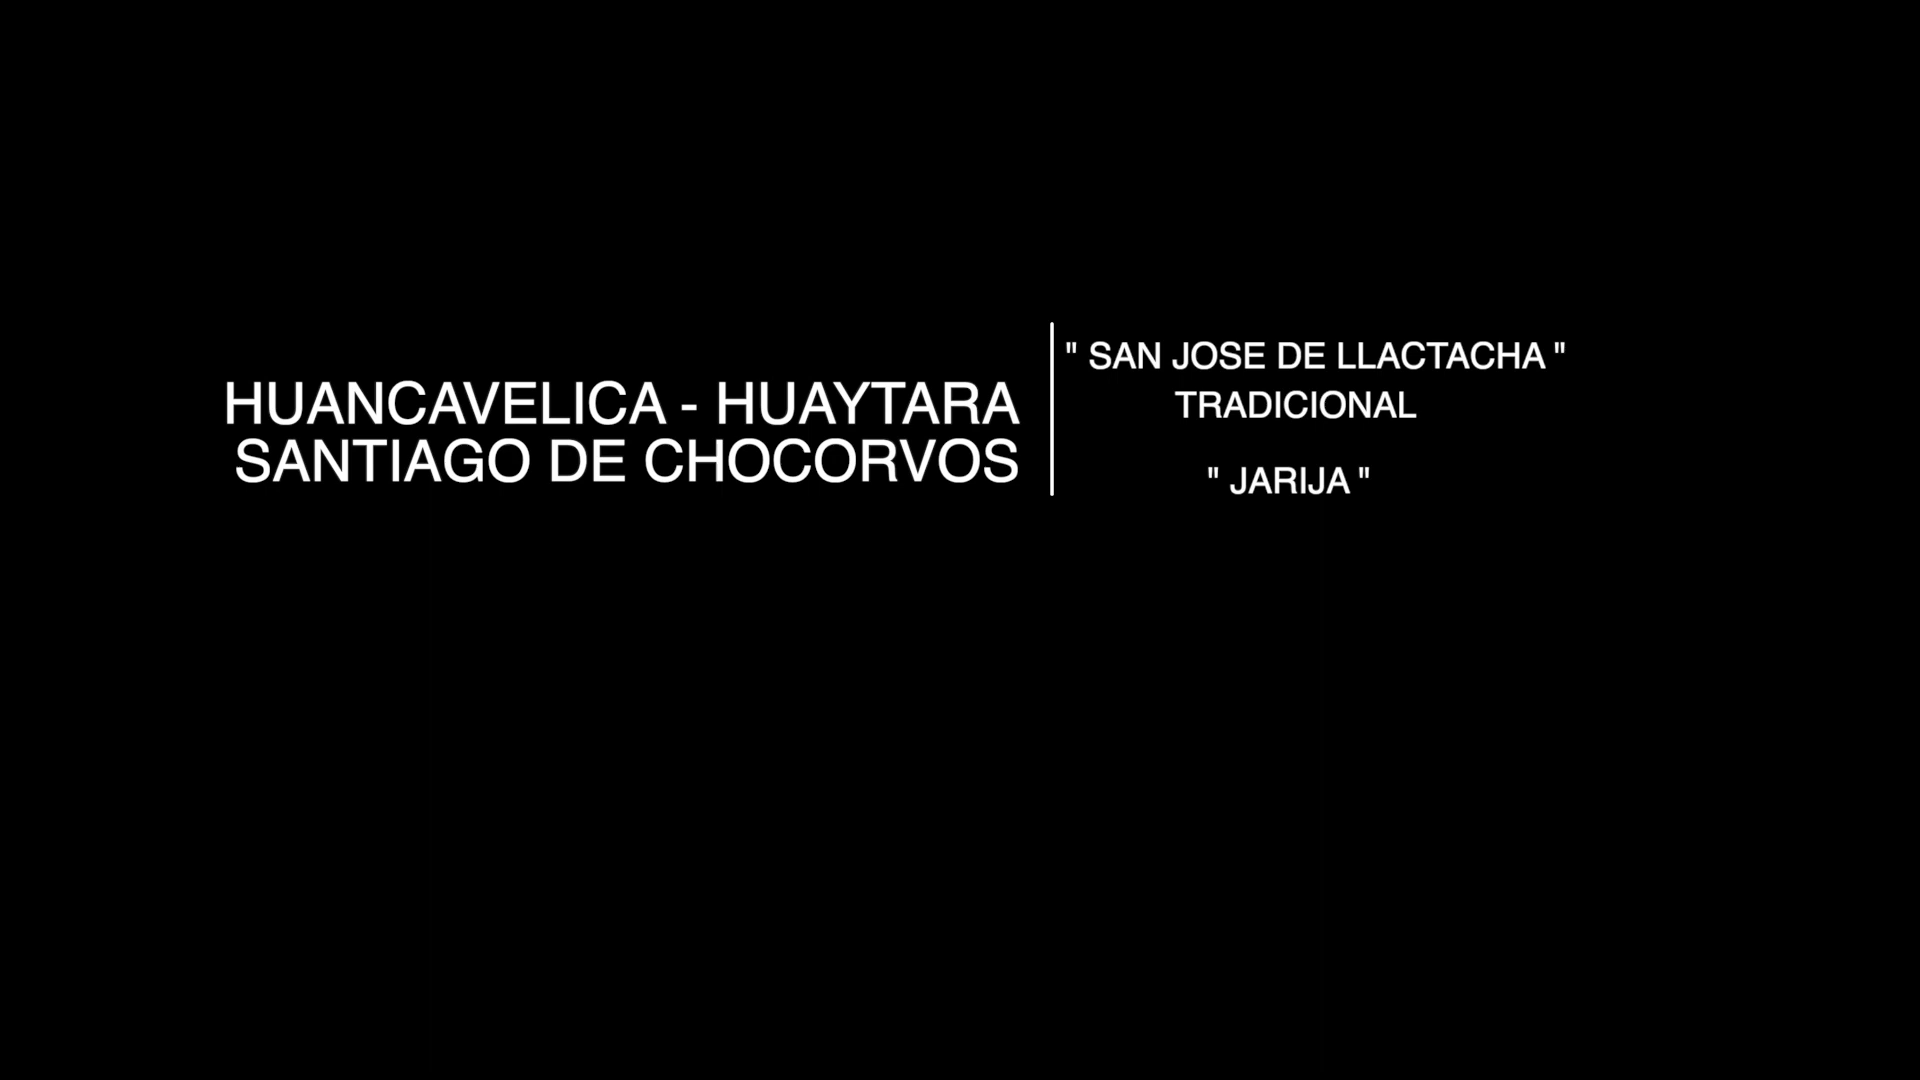 HUANCAVELICA - HUAYTARA
SANTIAGO DE CHOCORVOS
" SAN JOSE DE LLACTACHA "
TRADICIONAL
" JARIJA "